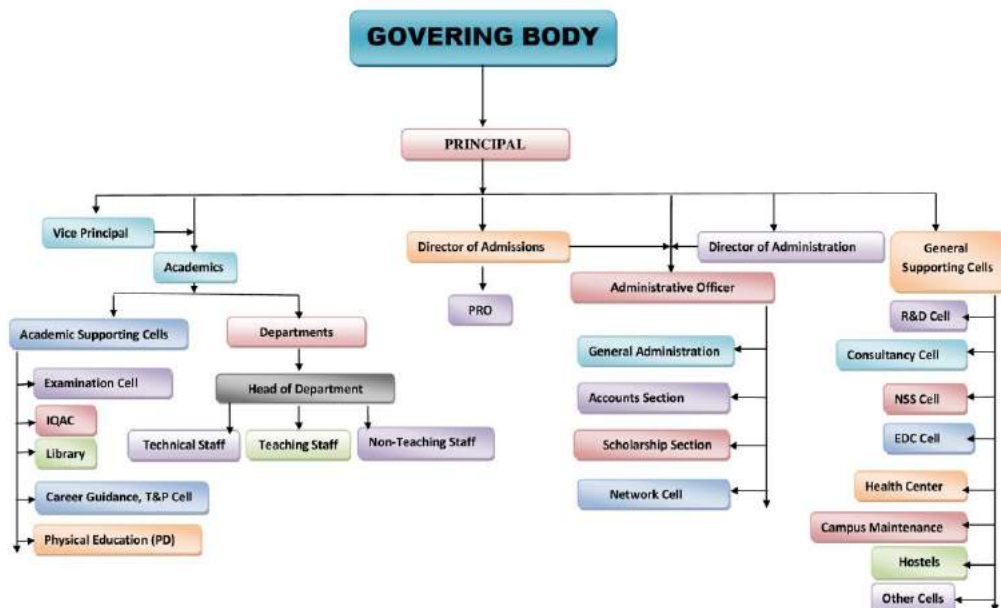 GOVERING BODY
PRINCIPAL
Vice Principal
Director of Admissions
Director of Administration
General
Supporting Cells
Academics
Administrative Officer
PRO
Academic Supporting Cells
Departments
Examination Cell
IQAC
Library
Career Guidance, T&P Cell
Physical Education (PD)
Head of Department
Technical Staff
Teaching Staff
Non-Teaching Staff
General Administration
Accounts Section
Scholarship Section
Network Cell
R&D Cell
Consultancy Cell
NSS Cell
EDC Cell
Health Center
Campus Maintenance
Hostels
Other Cells